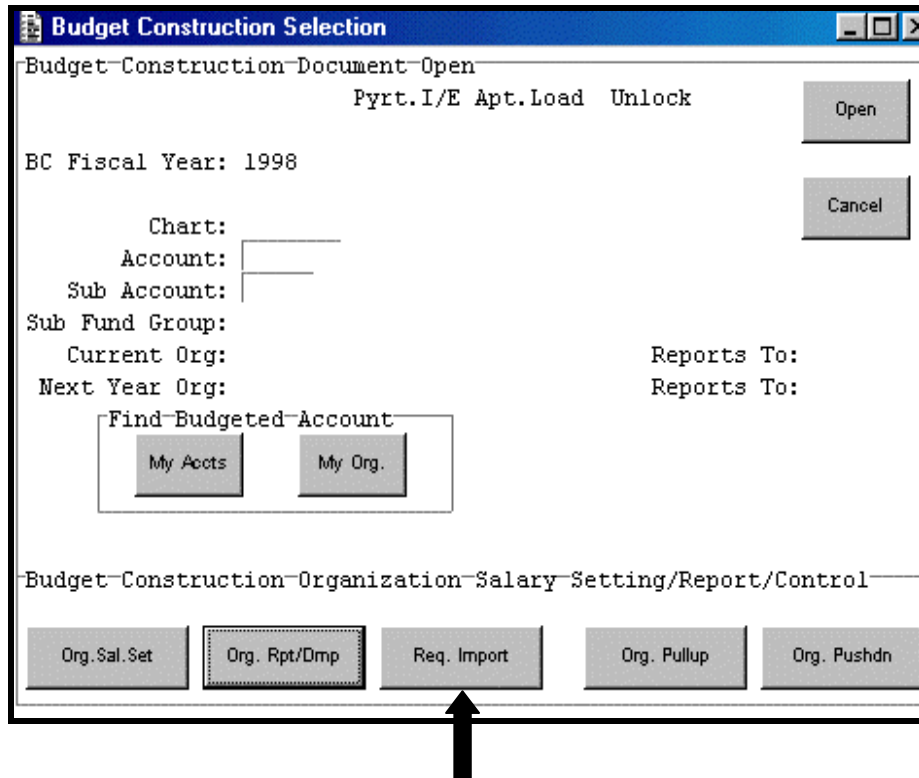 Budget Construction Selection
Budget Construction Document Open
Pyrt.I/E Apt.Load Unlock
Open
BC Fiscal Year: 1998
Cancel
Chart:
Account:
Sub Account:
Sub Fund Group:
Current Org: Reports To:
Next Year Org: Reports To:
Find Budgeted Account
My Accts My Org.
Budget Construction Organization Salary Setting/Report/Control
Org.Sal.Set Org. Rpt/Dmp Req. Import Org. Pullup Org. Pushdn